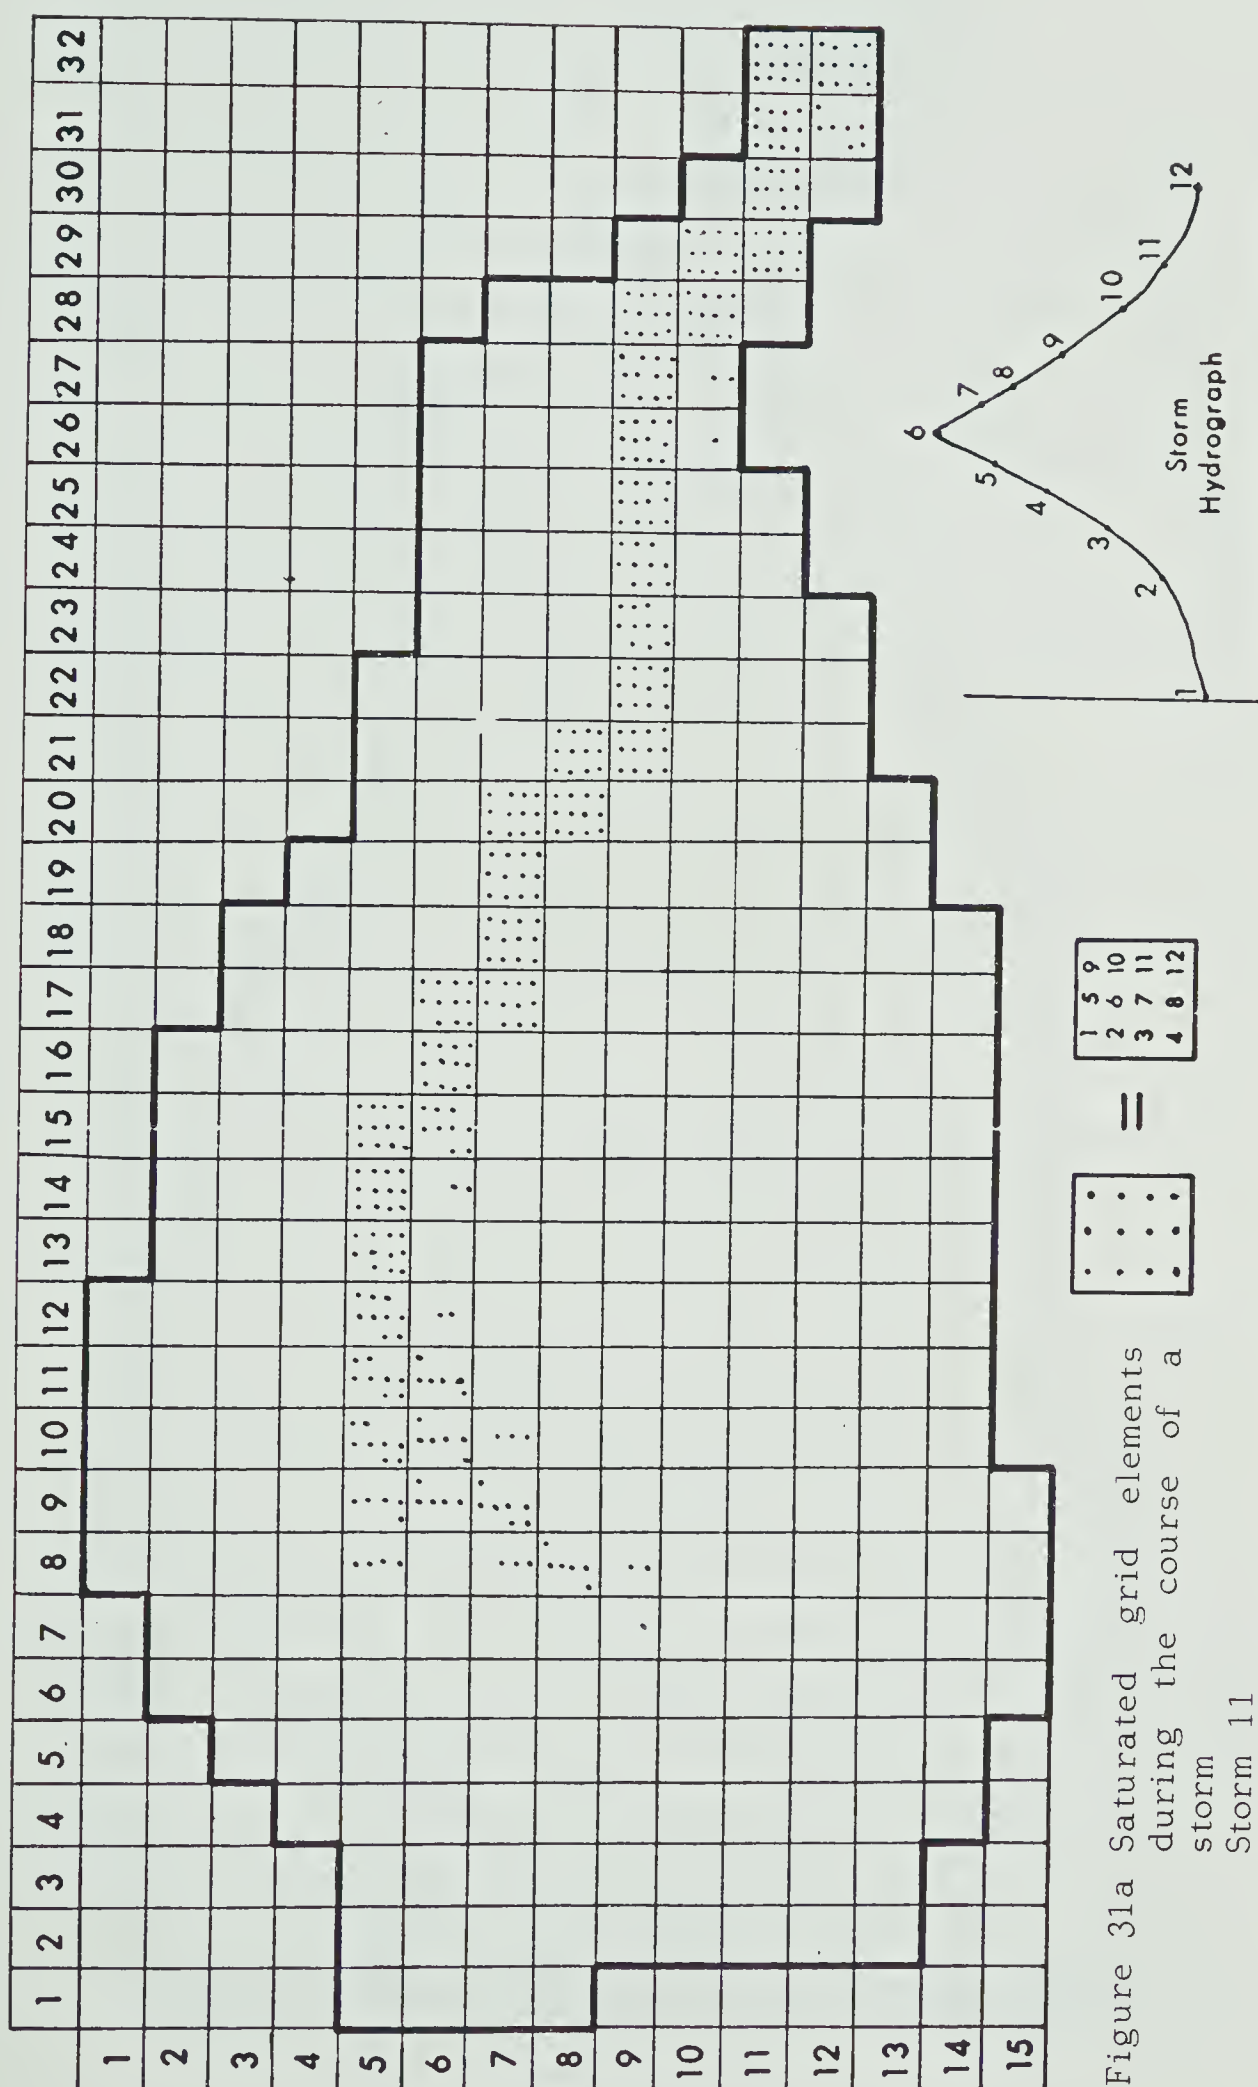 1 2 3 4 5 6 7 8 9 10 11 12 13 14 15 16 17 18 19 20 21 22 23 24 25 26 27 28 29 30 31 32
1
2
3
4
5
6
7
8
9
10
11
12
13
14
15
Figure 31a Saturated grid elements
during the course of a
storm
Storm 11
=
1 5 9
2 6 10
3 7 11
4 8 12
1
2
3
4
5
6
7
8
9
10
11
12
Storm
Hydrograph